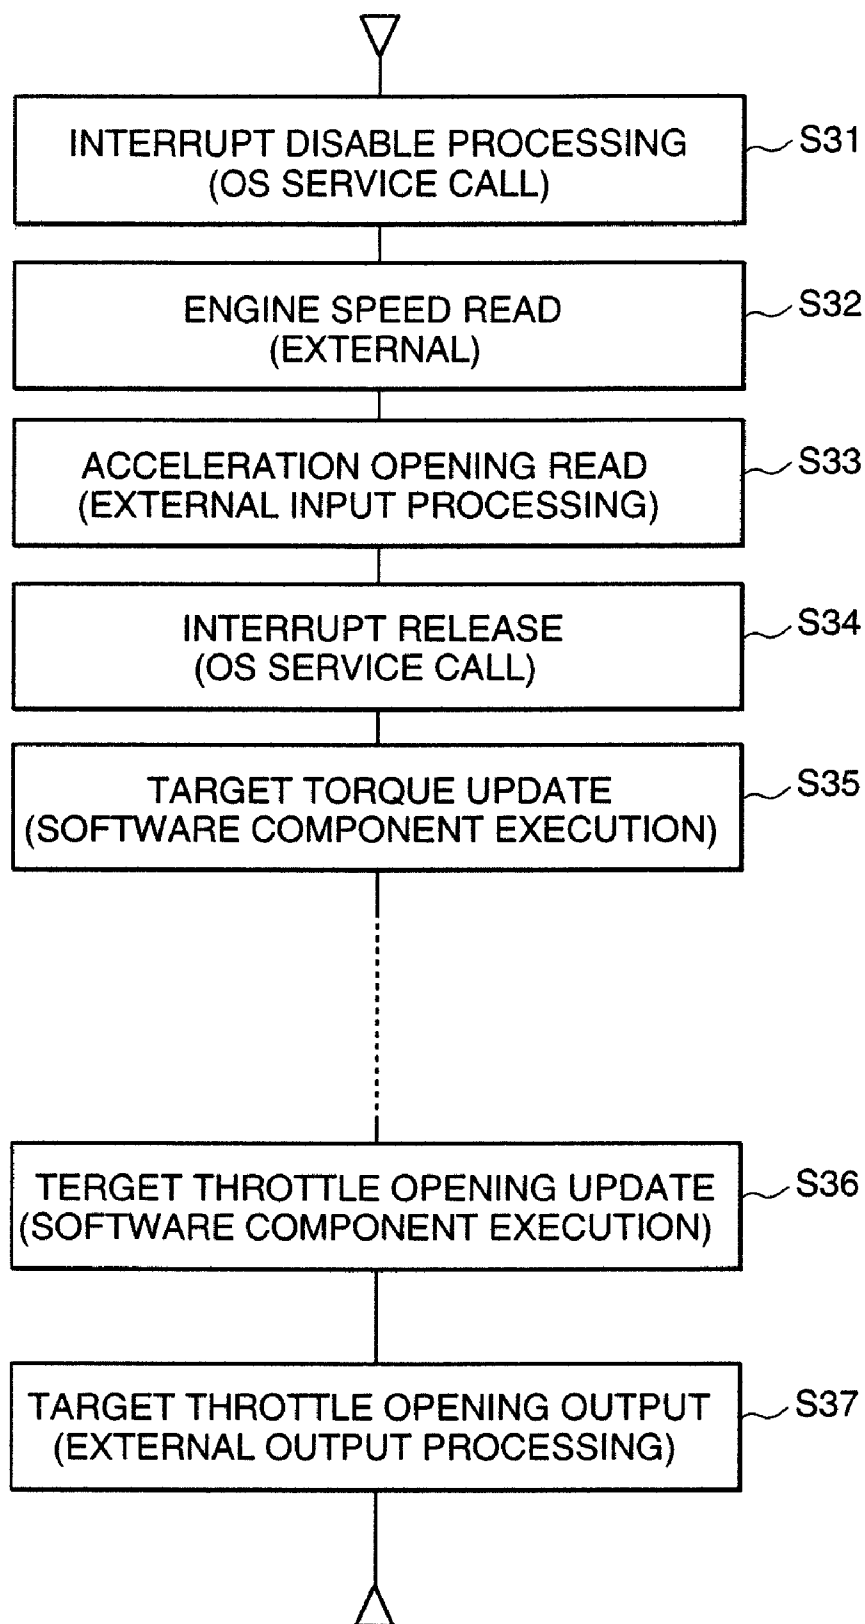 INTERRUPT DISABLE PROCESSING
(OS SERVICE CALL)
S31
ENGINE SPEED READ
(EXTERNAL)
S32
ACCELERATION OPENING READ
(EXTERNAL INPUT PROCESSING)
S33
INTERRUPT RELEASE
(OS SERVICE CALL)
S34
TARGET TORQUE UPDATE
(SOFTWARE COMPONENT EXECUTION)
S35
TERGET THROTTLE OPENING UPDATE
(SOFTWARE COMPONENT EXECUTION)
S36
TARGET THROTTLE OPENING OUTPUT
(EXTERNAL OUTPUT PROCESSING)
S37